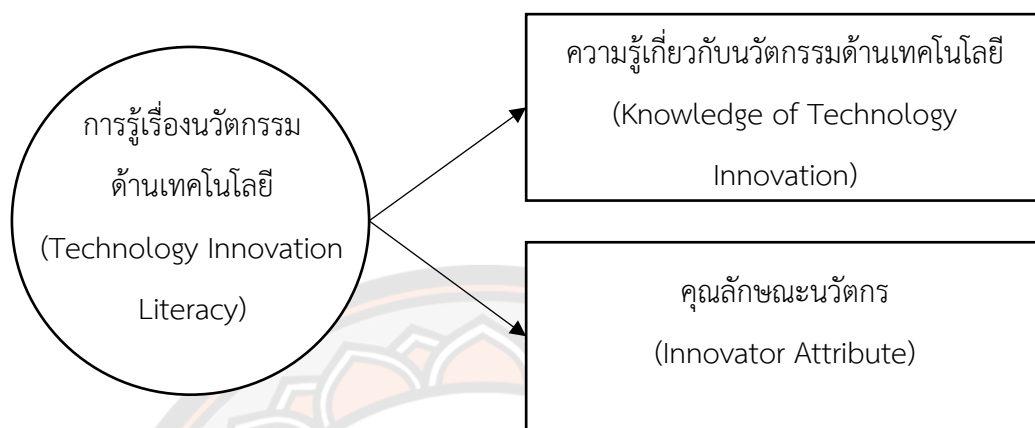 การรู้เรื่องนวัตกรรม
ด้านเทคโนโลยี
(Technology Innovation
Literacy)
ความรู้เกี่ยวกับนวัตกรรมด้านเทคโนโลยี
(Knowledge of Technology
Innovation)
คุณลักษณะนวัตกร
(Innovator Attribute)